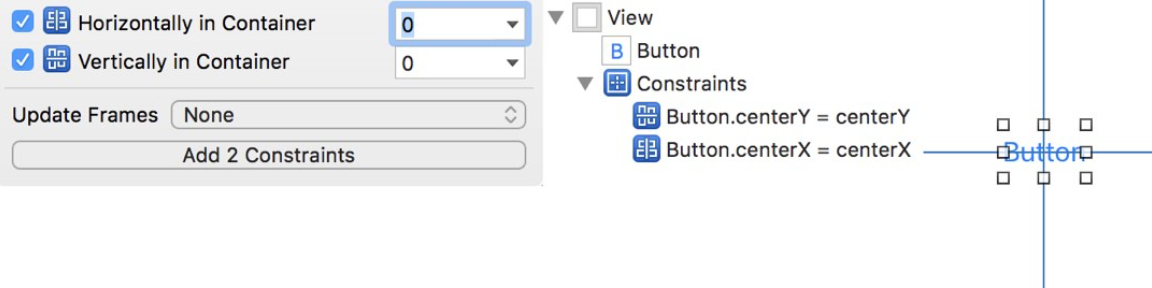 Horizontally in Container 0
Vertically in Container 0
Update Frames None
Add 2 Constraints
View
B Button
Constraints
Button.centerY = centerY
Button.centerX = centerX
Button